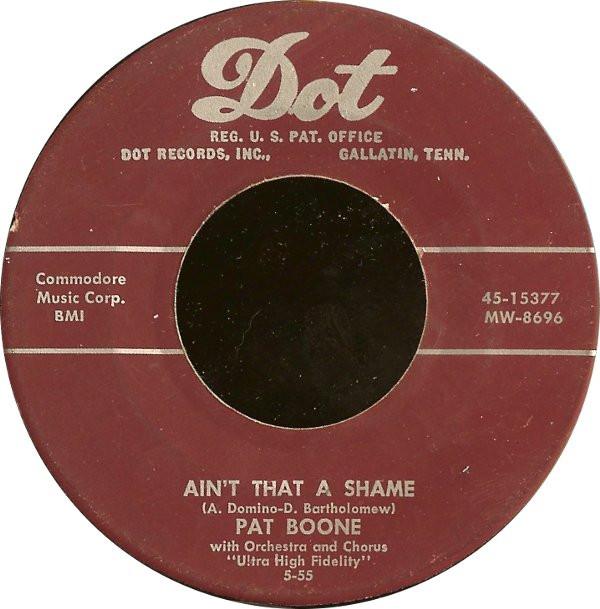 Dot
REG. U. S. PAT. OFFICE
DOT RECORDS, INC., GALLATIN, TENN.
Commodore
Music Corp.
BMI
45-15377
MW-8696
AIN'T THAT A SHAME
(A. Domino-D. Bartholomew)
PAT BOONE
with Orchestra and Chorus
"Ultra High Fidelity"
5-55